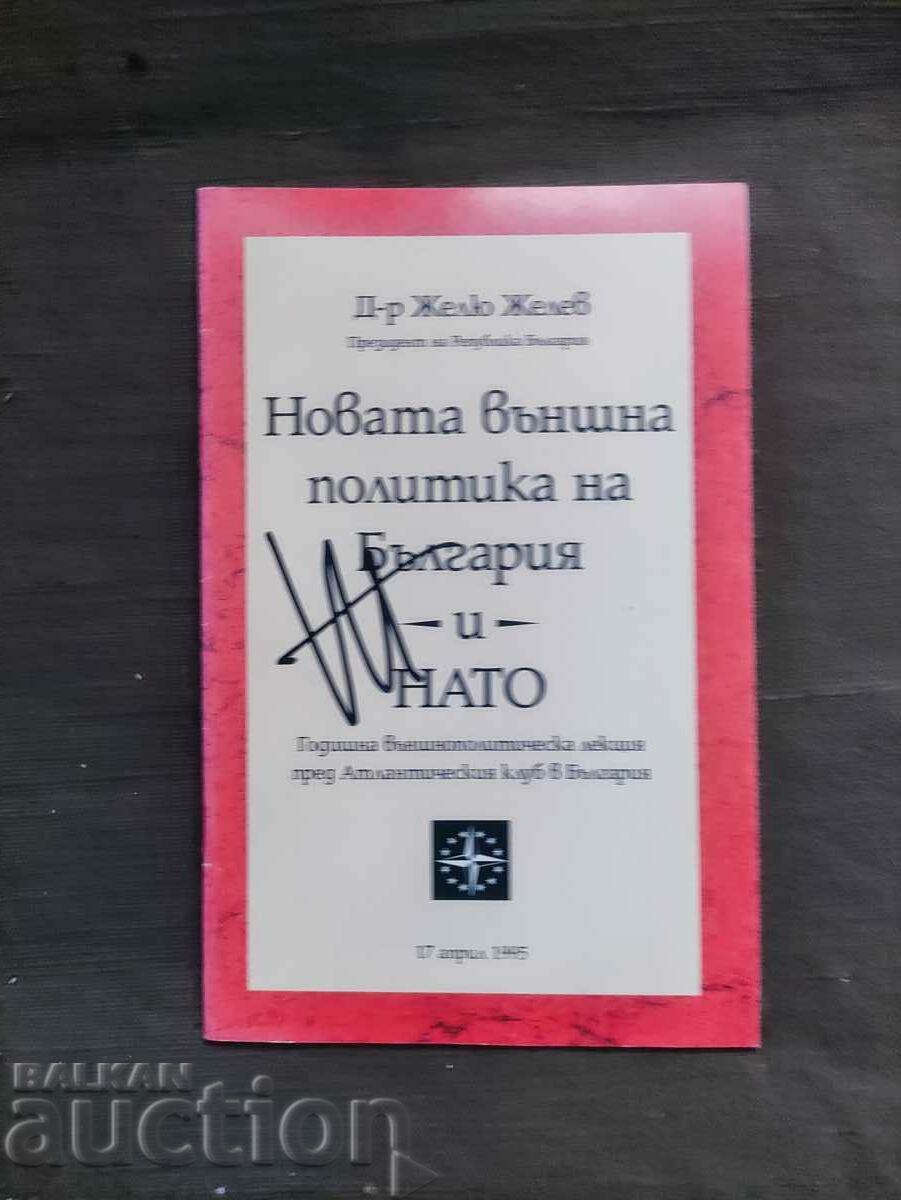 Д-р Желю Желев
Президент на Република България
Новата външна
политика на
България
и
НАТО
Годишна външнополитическа лекция
пред Атлантическия клуб в България
17 април 1995
BALKAN
auction